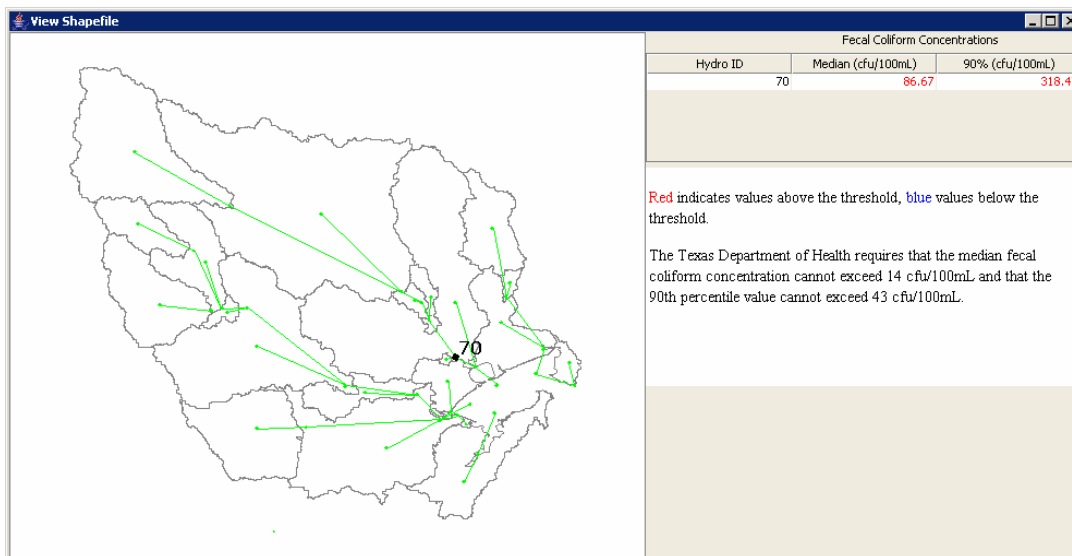 View Shapefile
Fecal Coliform Concentrations
Hydro ID Median (cfu/100mL) 90% (cfu/100mL)
70 86.67 318.4
Red indicates values above the threshold, blue values below the
threshold.
The Texas Department of Health requires that the median fecal
coliform concentration cannot exceed 14 cfu/100mL and that the
90th percentile value cannot exceed 43 cfu/100mL.
70